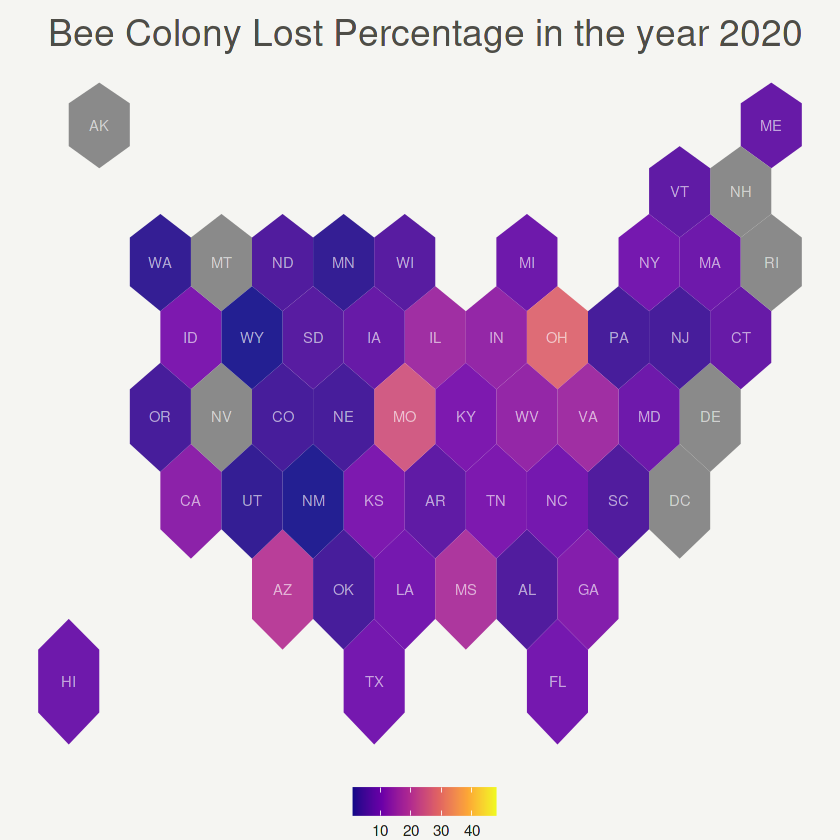 Bee Colony Lost Percentage in the year 2020
AK ME
VT NH
WA MT ND MN WI MI NY MA RI
ID WY SD IA IL IN OH PA NJ CT
OR NV CO NE MO KY WV VA MD DE
CA UT NM KS AR TN NC SC DC
AZ OK LA MS AL GA
HI TX FL
10 20 30 40